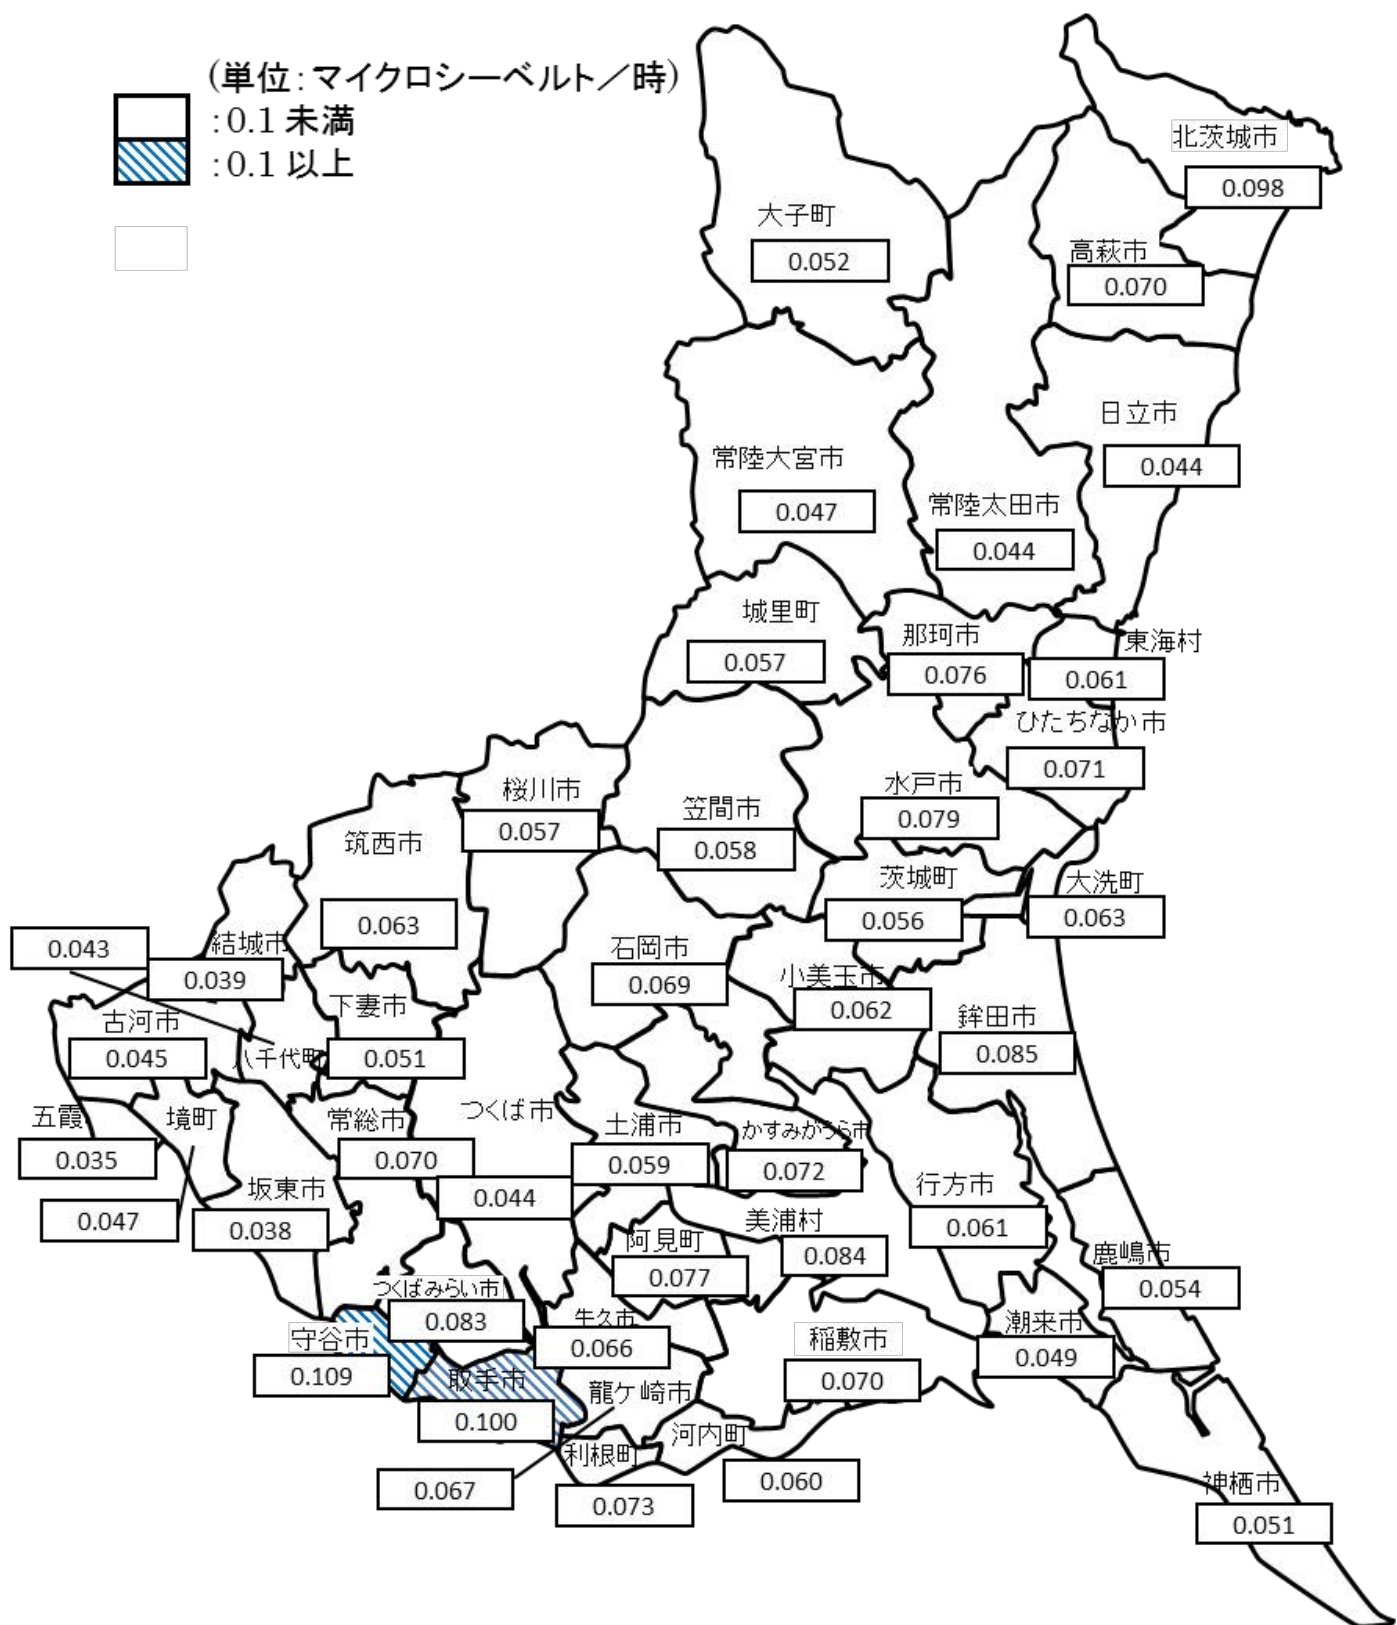 (単位:マイクロシーベルト／時)
:0.1 未満
:0.1 以上
北茨城市
0.098
大子町
0.052
高萩市
0.070
日立市
0.044
常陸大宮市
0.047
常陸太田市
0.044
城里町
0.057
那珂市
0.076
東海村
0.061
ひたちなか市
0.071
桜川市
0.057
笠間市
0.058
水戸市
0.079
筑西市
0.063
茨城町
0.056
大洗町
0.063
0.043
結城市
0.039
石岡市
0.069
小美玉市
0.062
鉾田市
0.085
古河市
0.045
八千代町
下妻市
0.051
五霞
0.035
境町
0.047
常総市
0.070
つくば市
0.044
土浦市
0.059
かすみがうら市
0.072
坂東市
0.038
行方市
0.061
美浦村
0.084
阿見町
0.077
鹿嶋市
0.054
つくばみらい市
0.083
守谷市
0.109
牛久市
0.066
稲敷市
0.070
潮来市
0.049
取手市
0.100
龍ケ崎市
0.067
利根町
0.073
河内町
0.060
神栖市
0.051